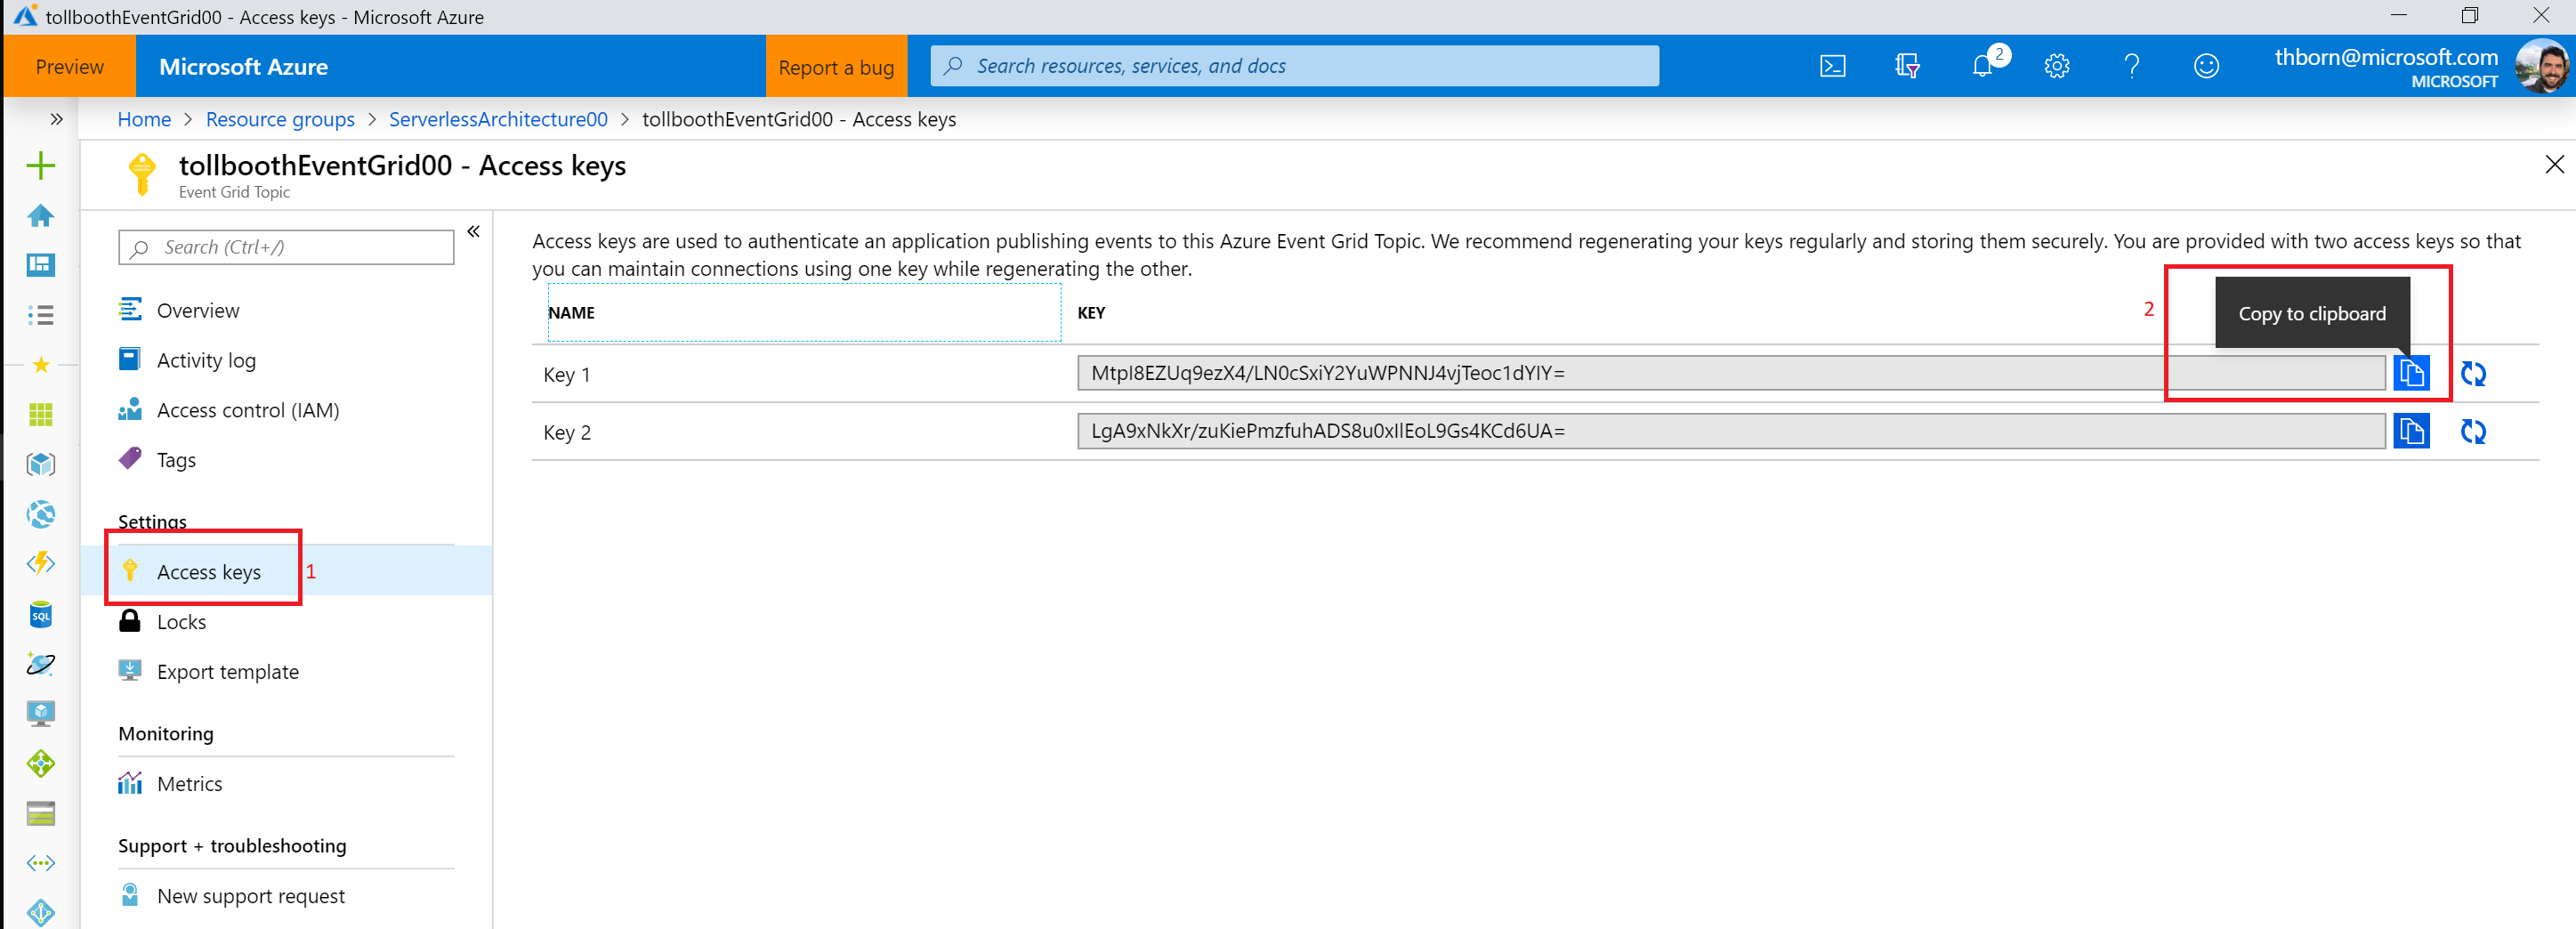 tollboothEventGrid00 - Access keys - Microsoft Azure
Preview
Microsoft Azure
Report a bug
Search resources, services, and docs
2
thborn@microsoft.com
MICROSOFT
Home > Resource groups > ServerlessArchitecture00 > tollboothEventGrid00 - Access keys
tollboothEventGrid00 - Access keys
Event Grid Topic
Search (Ctrl+/)
Overview
Activity log
Access control (IAM)
Tags
Settings
Access keys
1
Locks
Export template
Monitoring
Metrics
Support + troubleshooting
New support request
Access keys are used to authenticate an application publishing events to this Azure Event Grid Topic. We recommend regenerating your keys regularly and storing them securely. You are provided with two access keys so that
you can maintain connections using one key while regenerating the other.
NAME
KEY
2
Copy to clipboard
Key 1
MtpI8EZUq9ezX4/LN0cSxiY2YuWPNNJ4vjTeoc1dYIY=
Key 2
LgA9xNkXr/zuKiePmzfuhADS8u0xIlEoL9Gs4KCd6UA=
SQL